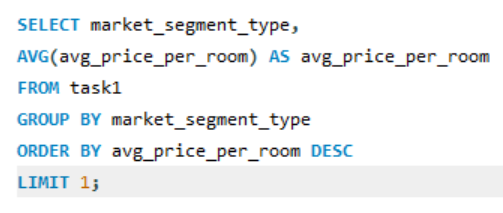 SELECT market_segment_type,
AVG(avg_price_per_room) AS avg_price_per_room
FROM task1
GROUP BY market_segment_type
ORDER BY avg_price_per_room DESC
LIMIT 1;